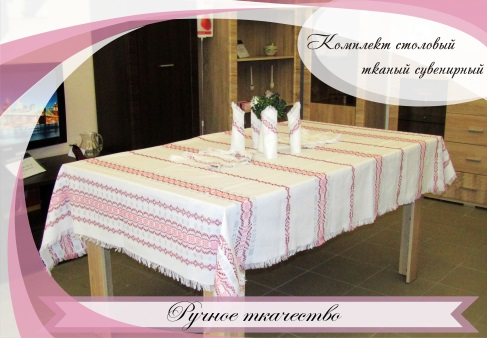 Комплект столовый
тканый сувенирный
Ручное ткачество